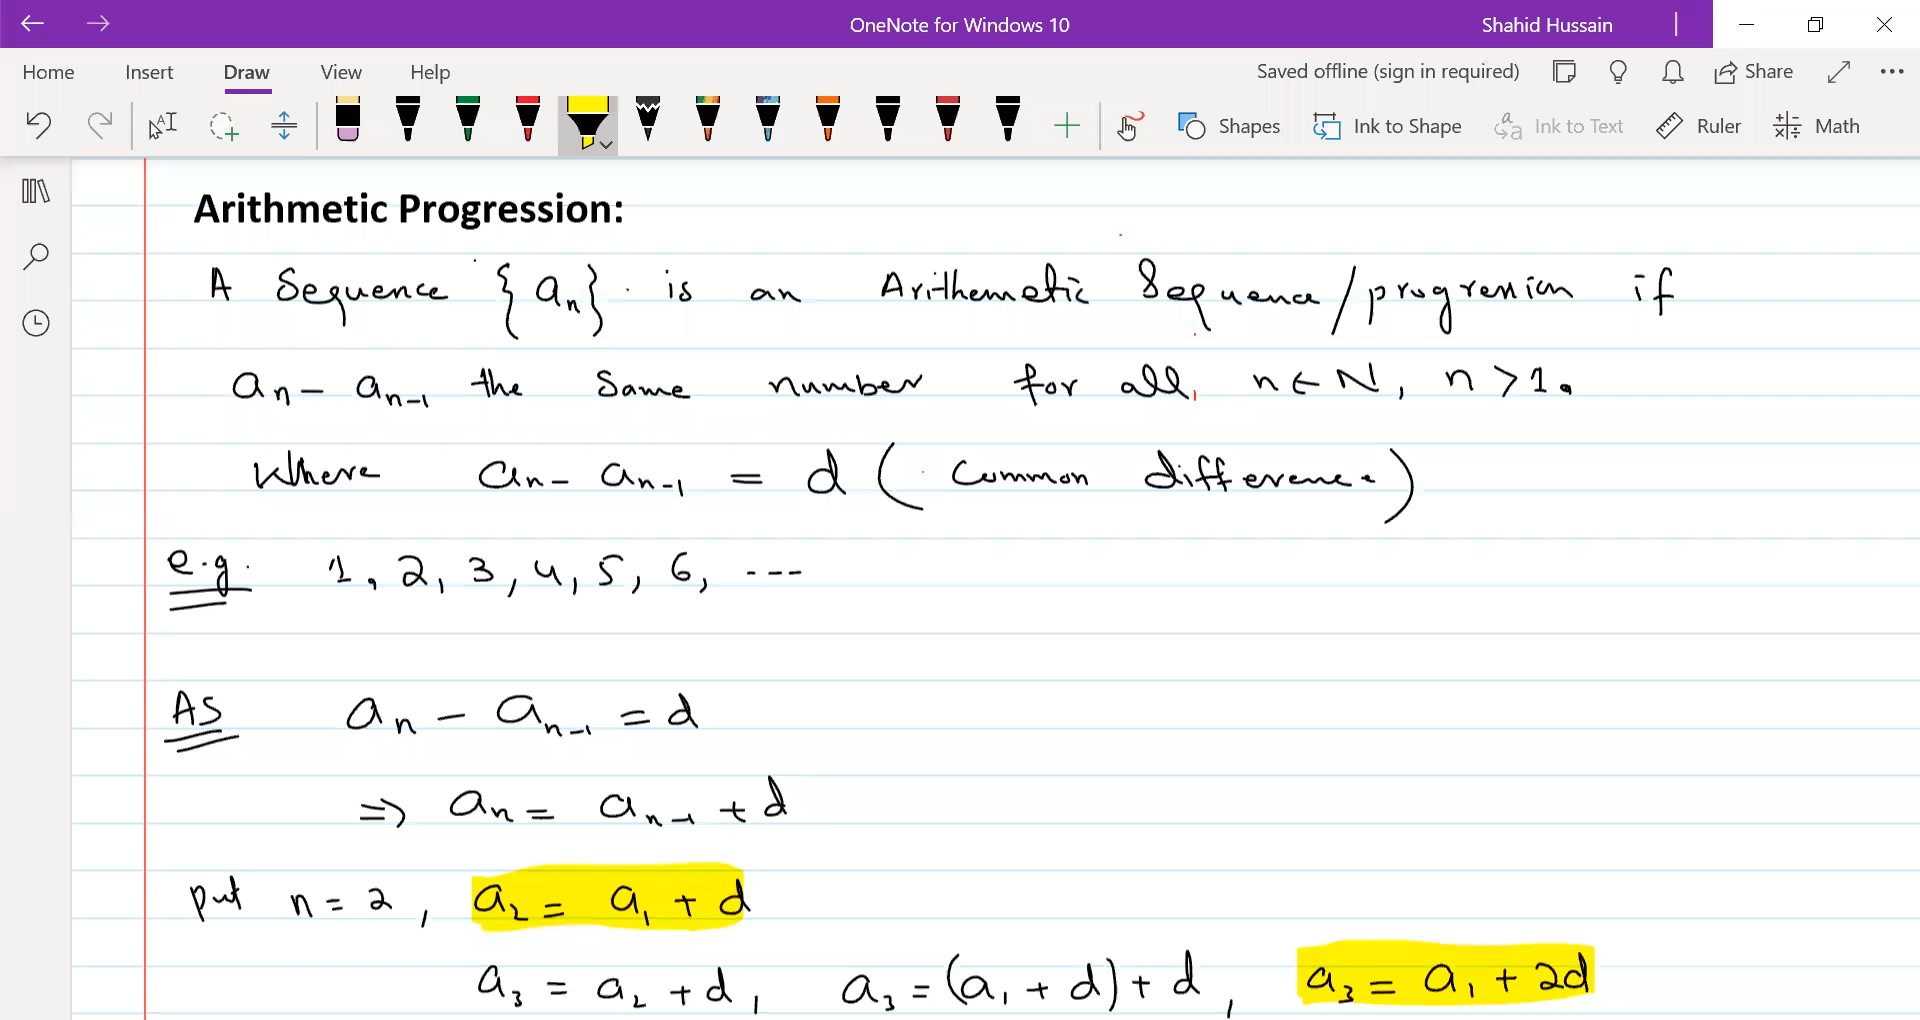 OneNote for Windows 10
Shahid Hussain
Home Insert Draw View Help
Saved offline (sign in required) Share
Shapes Ink to Shape Ink to Text Ruler Math
Arithmetic Progression:
A Sequence {aₙ} is an Arithemetic Sequence/progression if
aₙ - aₙ₋₁ the same number for all, n ∈ N, n > 1.
Where aₙ - aₙ₋₁ = d (Common difference)
e.g. 1, 2, 3, 4, 5, 6, ---
As aₙ - aₙ₋₁ = d
⇒ aₙ = aₙ₋₁ + d
put n = 2, a₂ = a₁ + d
a₃ = a₂ + d, a₃ = (a₁ + d) + d, a₃ = a₁ + 2d